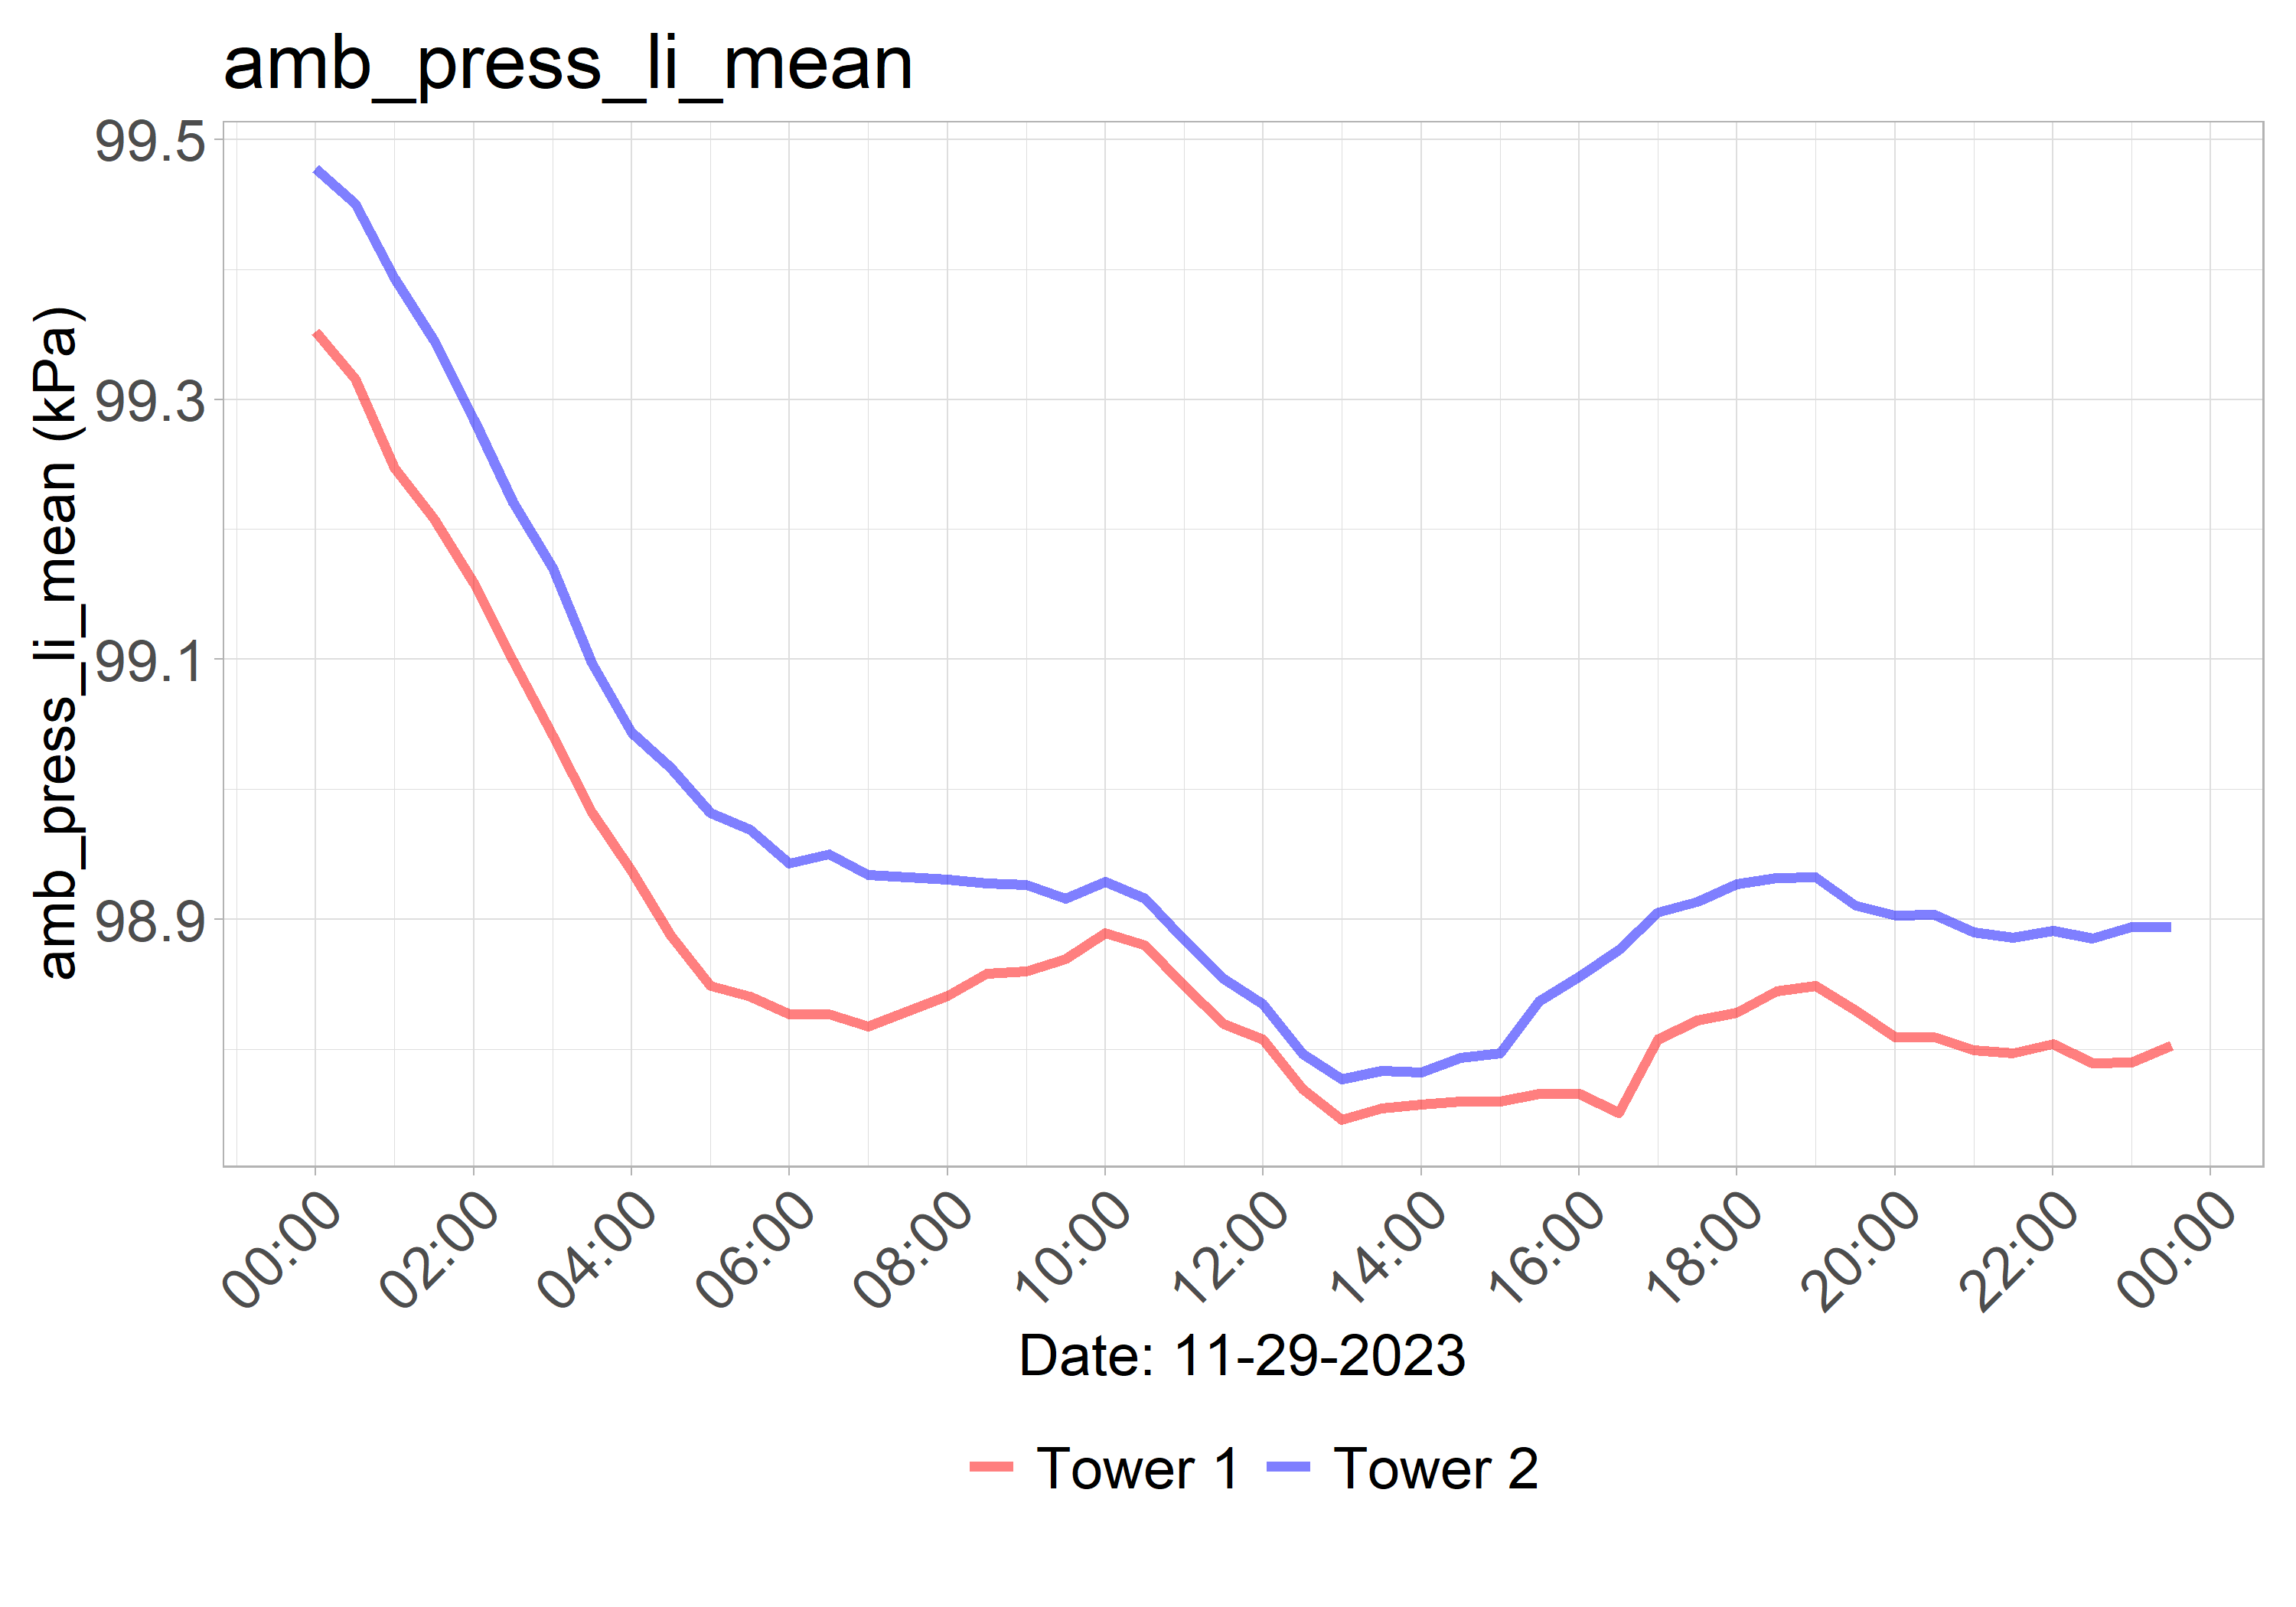 amb_press_li_mean
amb_press_li_mean (kPa)
99.5
99.3
99.1
98.9
00:00 02:00 04:00 06:00 08:00 10:00 12:00 14:00 16:00 18:00 20:00 22:00 00:00
Date: 11-29-2023
Tower 1 Tower 2